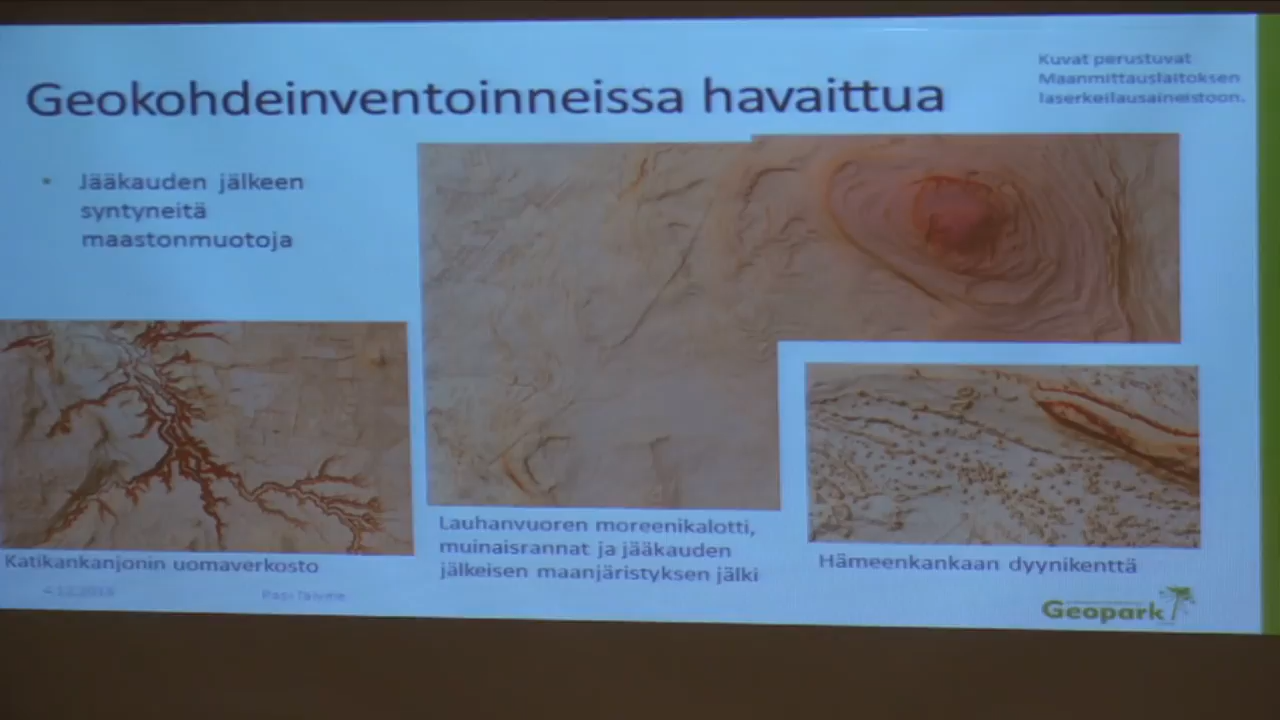 Geokohdeinventoinneissa havaittua
Kuvat perustuvat
Maanmittauslaitoksen
laserkeilausaineistoon.
• Jääkauden jälkeen
syntyneitä
maastonmuotoja
Katikankanjonin uomaverkosto
Lauhanvuoren moreenikalotti,
muinaisrannat ja jääkauden
jälkeisen maanjäristyksen jälki
Hämeenkankaan dyynikenttä
Geopark